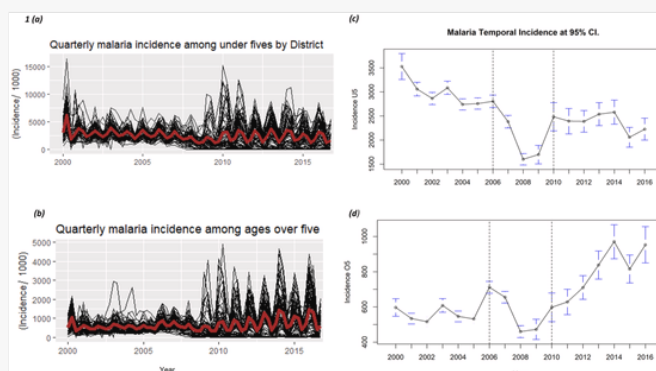 1 (a)
Quarterly malaria incidence among under fives by District
(Incidence/ 1000)
15000
10000
5000
0
2000 2005 2010 2015
(b)
Quarterly malaria incidence among ages over five
(Incidence/ 1000)
5000
4000
3000
2000
1000
0
2000 2005 2010 2015
Year
(c)
Malaria Temporal Incidence at 95% CI.
Incidence U5
3500
3000
2500
2000
1500
2000 2002 2004 2006 2008 2010 2012 2014 2016
(d)
Incidence O5
1000
800
600
400
2000 2002 2004 2006 2008 2010 2012 2014 2016